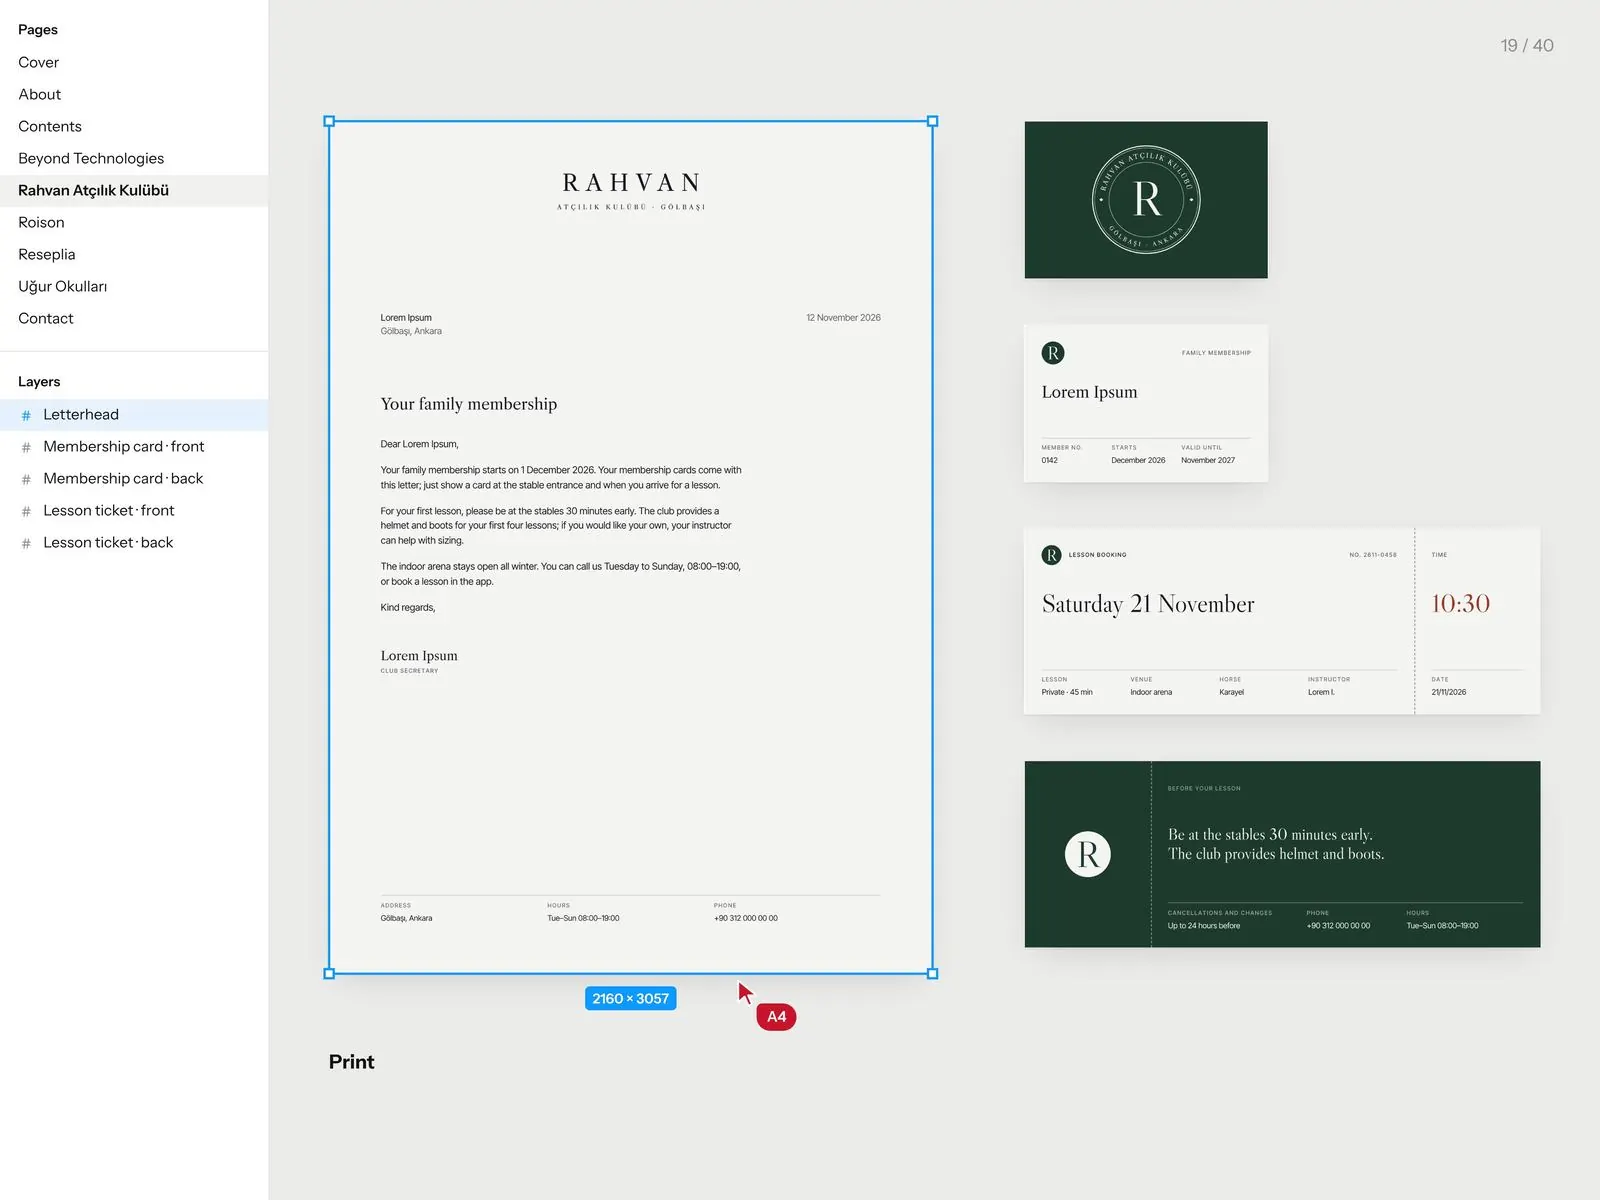 Pages
Cover
About
Contents
Beyond Technologies
Rahvan Atçılık Kulübü
Roison
Reseplia
Uğur Okulları
Contact
Layers
# Letterhead
# Membership card · front
# Membership card · back
# Lesson ticket · front
# Lesson ticket · back
19 / 40
RAHVAN
ATÇILIK KULÜBÜ · GÖLBAŞI
Lorem Ipsum
12 November 2026
Gölbaşı, Ankara
Your family membership
Dear Lorem Ipsum,
Your family membership starts on 1 December 2026. Your membership cards come with
this letter; just show a card at the stable entrance and when you arrive for a lesson.
For your first lesson, please be at the stables 30 minutes early. The club provides a
helmet and boots for your first four lessons; if you would like your own, your instructor
can help with sizing.
The indoor arena stays open all winter. You can call us Tuesday to Sunday, 08:00–19:00,
or book a lesson in the app.
Kind regards,
Lorem Ipsum
CLUB SECRETARY
ADDRESS HOURS PHONE
Gölbaşı, Ankara Tue–Sun 08:00–19:00 +90 312 000 00 00
2160 × 3057
A4
Print
RAHVAN ATÇILIK KULÜBÜ
R
GÖLBAŞI · ANKARA
R
FAMILY MEMBERSHIP
Lorem Ipsum
MEMBER NO. STARTS VALID UNTIL
0142 December 2026 November 2027
R LESSON BOOKING NO. 2611-0458 TIME
Saturday 21 November 10:30
LESSON VENUE HORSE INSTRUCTOR DATE
Private · 45 min Indoor arena Karayel Lorem I. 21/11/2026
BEFORE YOUR LESSON
R
Be at the stables 30 minutes early.
The club provides helmet and boots.
CANCELLATIONS AND CHANGES PHONE HOURS
Up to 24 hours before +90 312 000 00 00 Tue–Sun 08:00–19:00